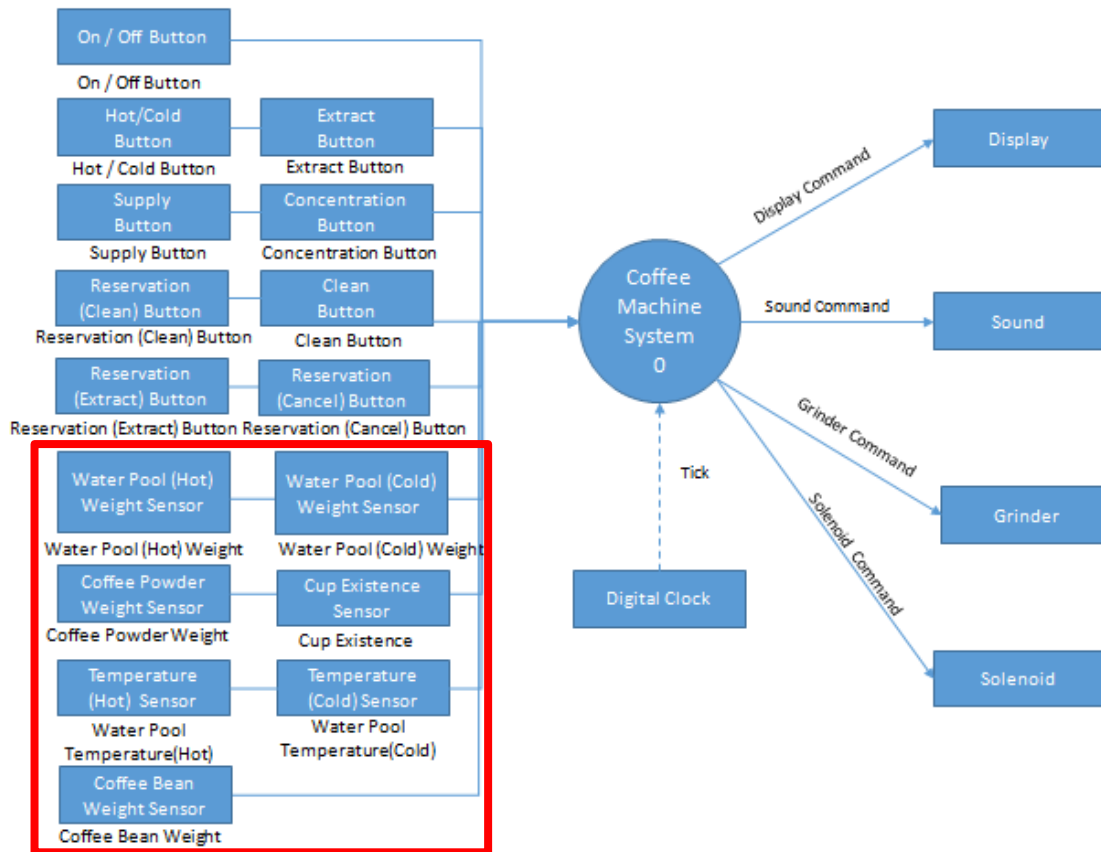 On / Off Button
On / Off Button
Hot/Cold
Button
Hot / Cold Button
Extract
Button
Extract Button
Supply
Button
Supply Button
Concentration
Button
Concentration Button
Reservation
(Clean) Button
Reservation (Clean) Button
Clean
Button
Clean Button
Reservation
(Extract) Button
Reservation (Extract) Button
Reservation
(Cancel) Button
Reservation (Cancel) Button
Water Pool (Hot)
Weight Sensor
Water Pool (Hot) Weight
Water Pool (Cold)
Weight Sensor
Water Pool (Cold) Weight
Coffee Powder
Weight Sensor
Coffee Powder Weight
Cup Existence
Sensor
Cup Existence
Temperature
(Hot) Sensor
Water Pool
Temperature(Hot)
Temperature
(Cold) Sensor
Water Pool
Temperature(Cold)
Coffee Bean
Weight Sensor
Coffee Bean Weight
Coffee
Machine
System
0
Tick
Digital Clock
Display Command
Display
Sound Command
Sound
Grinder Command
Grinder
Solenoid Command
Solenoid